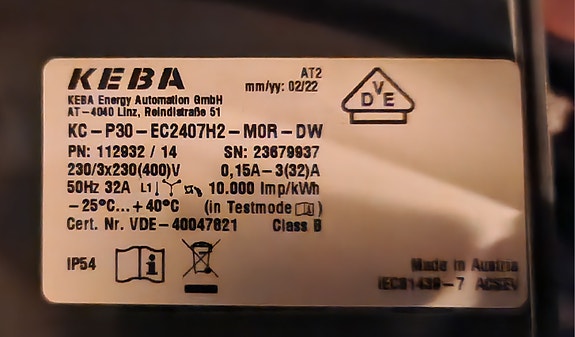 KEBA
AT2
mm/yy: 02/22
KEBA Energy Automation GmbH
AT-4040 Linz, Reindlstraße 51
VDE
KC-P30-EC2407H2-M0R-DW
PN: 112932 / 14 SN: 23679937
230/3x230(400)V 0,15A-3(32)A
50Hz 32A L1 10.000 Imp/kWh
-25°C...+40°C (in Testmode i)
Cert. Nr. VDE-40047621 Class B
IP54 i
Made in Austria
IEC61439-7 ACSEV